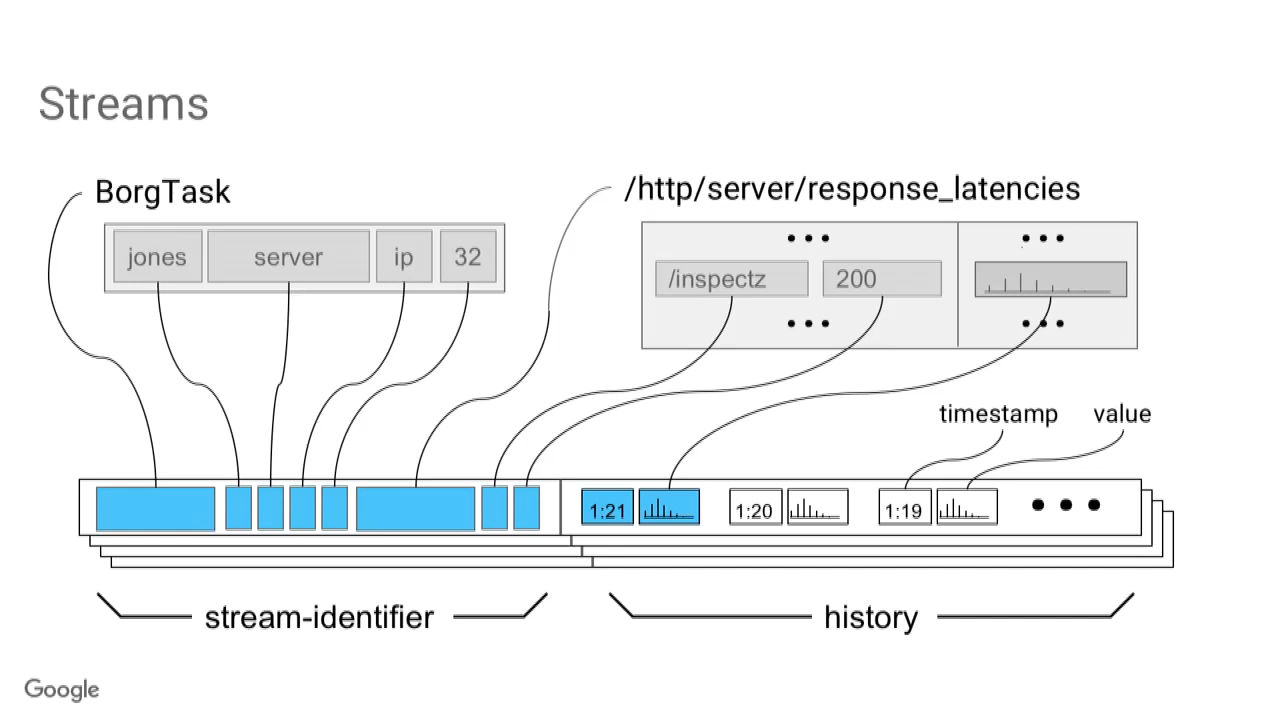 Streams
BorgTask
/http/server/response_latencies
jones server ip 32
/inspectz 200
timestamp value
1:21 1:20 1:19
stream-identifier
history
Google